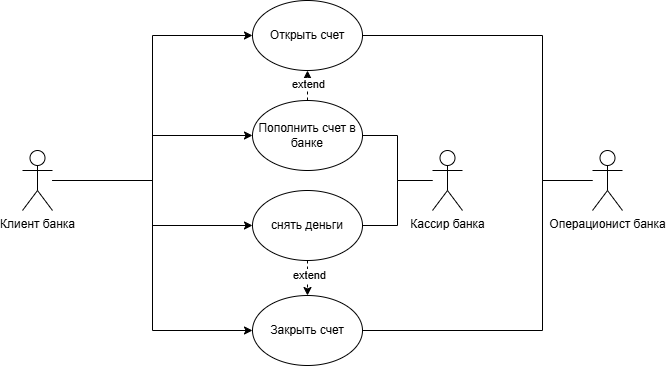 Открыть счет
extend
Пополнить счет в
банке
Клиент банка
снять деньги
Кассир банка
Операционист банка
extend
Закрыть счет